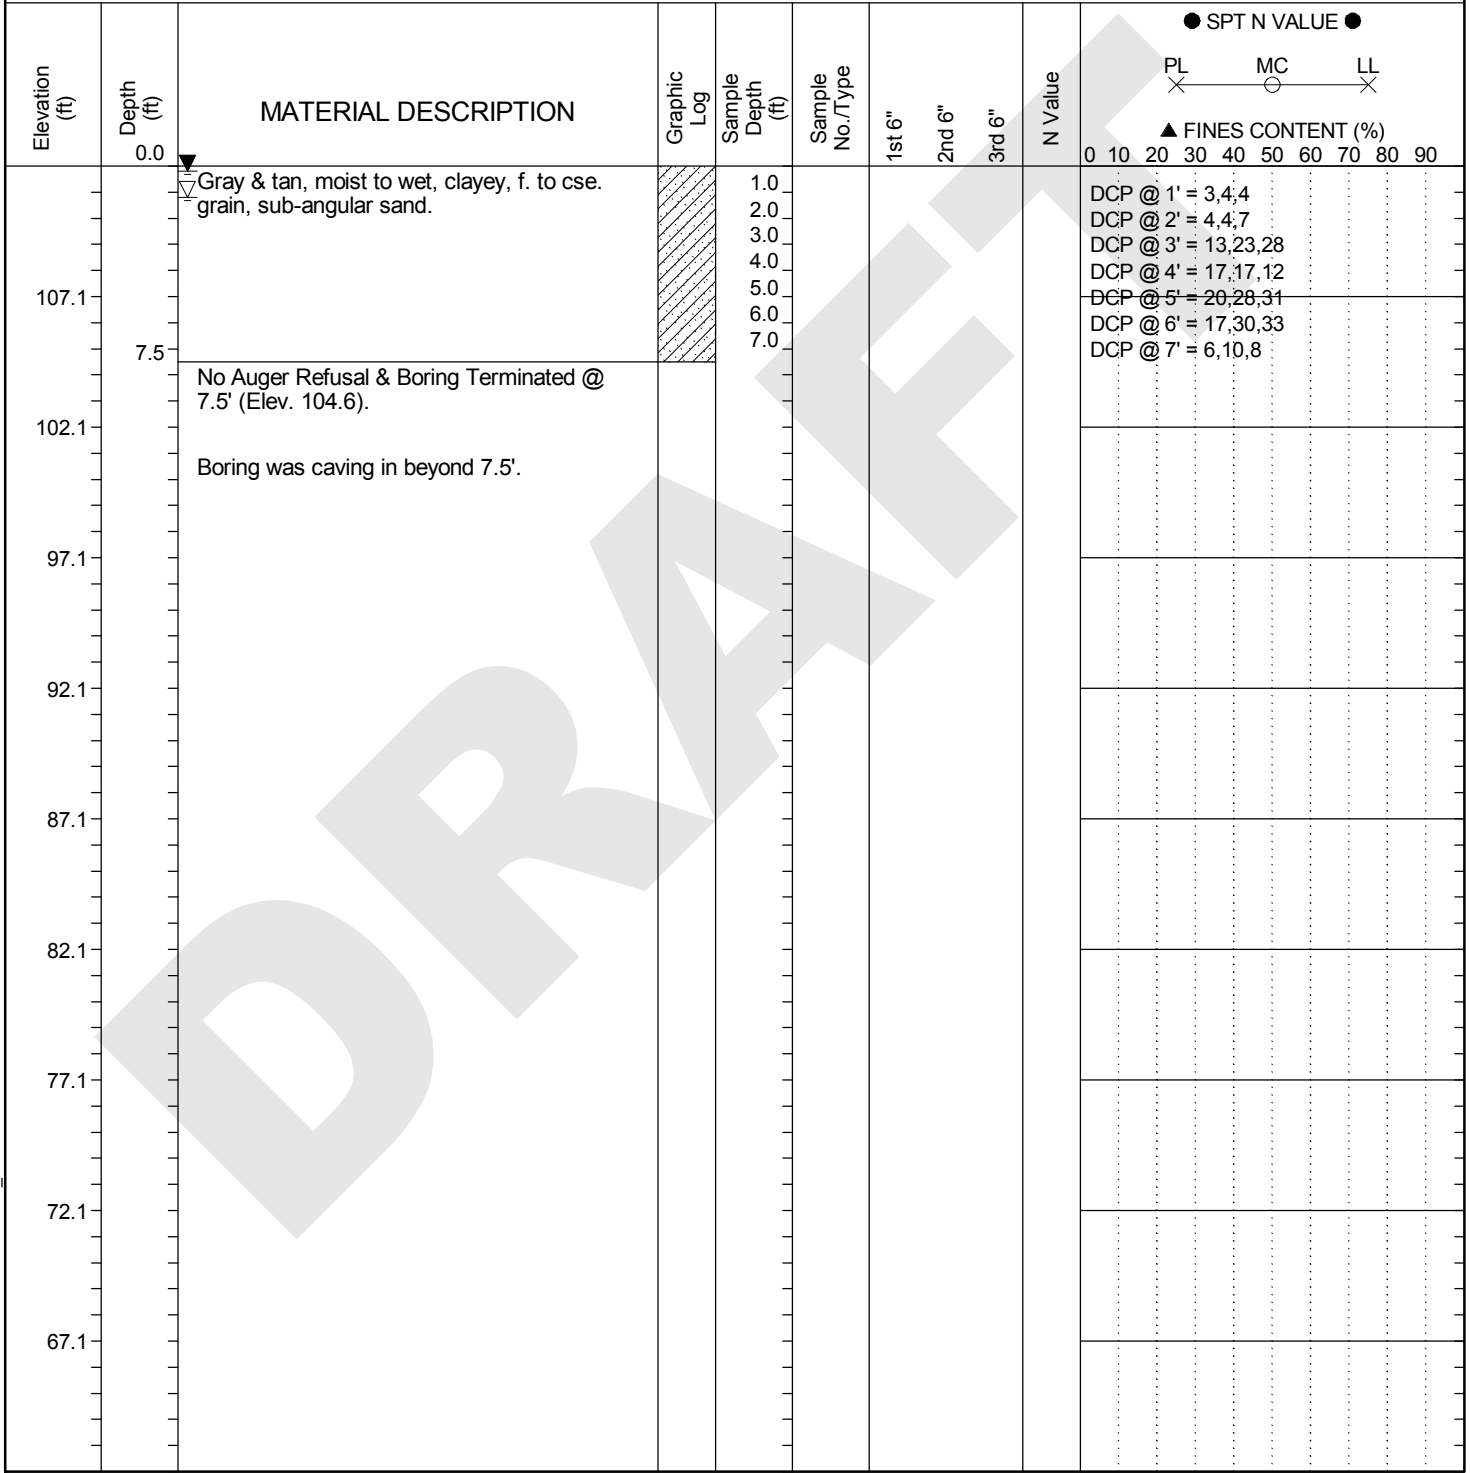 ● SPT N VALUE ●
PL MC LL
▲ FINES CONTENT (%)
0 10 20 30 40 50 60 70 80 90
Elevation
(ft)
Depth
(ft)
0.0
MATERIAL DESCRIPTION
Graphic
Log
Sample
Depth
(ft)
Sample
No./Type
1st 6"
2nd 6"
3rd 6"
N Value
Gray & tan, moist to wet, clayey, f. to cse.
grain, sub-angular sand.
1.0
2.0
3.0
4.0
5.0
6.0
7.0
DCP @ 1' = 3,4,4
DCP @ 2' = 4,4,7
DCP @ 3' = 13,23,28
DCP @ 4' = 17,17,12
DCP @ 5' = 20,28,31
DCP @ 6' = 17,30,33
DCP @ 7' = 6,10,8
107.1
7.5
No Auger Refusal & Boring Terminated @
7.5' (Elev. 104.6).
102.1
Boring was caving in beyond 7.5'.
97.1
92.1
87.1
82.1
77.1
72.1
67.1
DRAFT